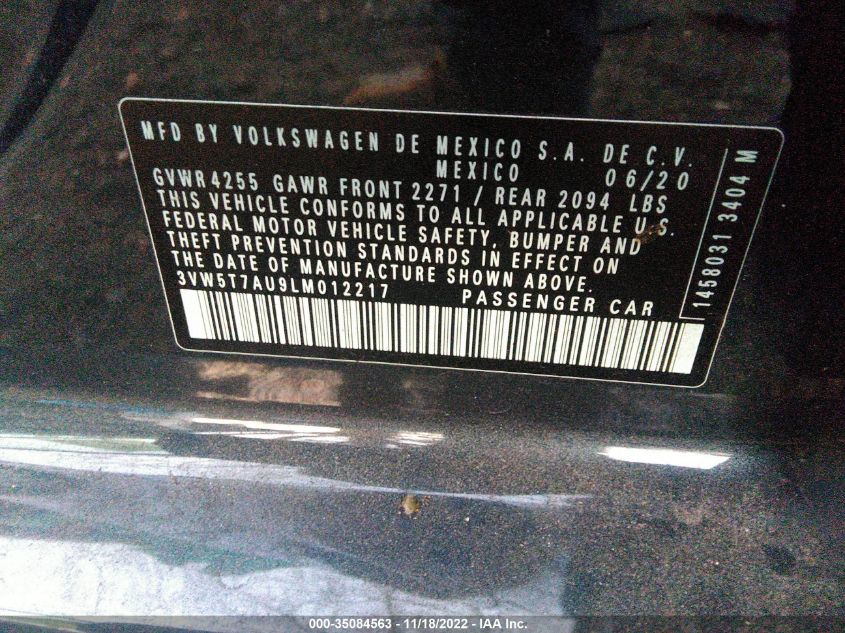 MFD BY VOLKSWAGEN DE MEXICO S.A. DE C.V.
MEXICO 06/20
GVWR4255 GAWR FRONT 2271 / REAR 2094 LBS
THIS VEHICLE CONFORMS TO ALL APPLICABLE U.S.
FEDERAL MOTOR VEHICLE SAFETY, BUMPER AND
THEFT PREVENTION STANDARDS IN EFFECT ON
THE DATE OF MANUFACTURE SHOWN ABOVE.
3VW5T7AU9LM012217 PASSENGER CAR
1458031 3404 M
000-35084563 - 11/18/2022 - IAA Inc.